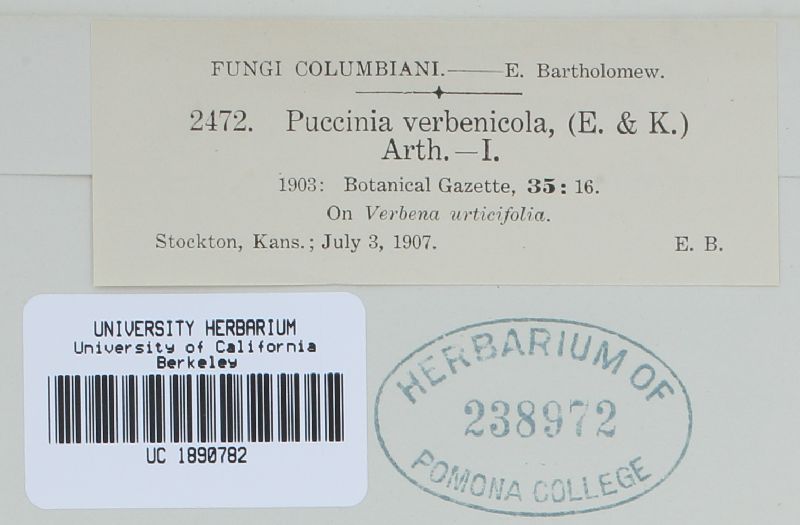 FUNGI COLUMBIANI.——E. Bartholomew.
2472. Puccinia verbenicola, (E. & K.)
Arth.—I.
1903: Botanical Gazette, 35: 16.
On Verbena urticifolia.
Stockton, Kans.; July 3, 1907. E. B.
UNIVERSITY HERBARIUM
University of California
Berkeley
UC 1890782
HERBARIUM OF
238972
POMONA COLLEGE